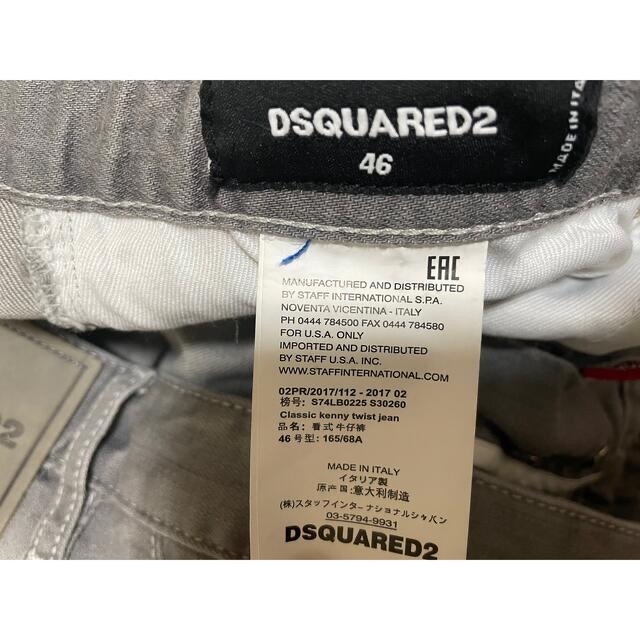 DSQUARED2
46
MADE IN ITA
EAC
MANUFACTURED AND DISTRIBUTED
BY STAFF INTERNATIONAL S.P.A.
NOVENTA VICENTINA - ITALY
PH 0444 784500 FAX 0444 784580
FOR U.S.A. ONLY
IMPORTED AND DISTRIBUTED
BY STAFF U.S.A. INC.
WWW.STAFFINTERNATIONAL.COM
02PR/2017/112 - 2017 02
榜号: S74LB0225 S30260
Classic kenny twist jean
品名: 看式牛仔裤
46 号型: 165/68A
MADE IN ITALY
イタリア製
原产国:意大利制造
(株)スタッフインターナショナルジャパン
03-5794-9931
DSQUARED2
D2